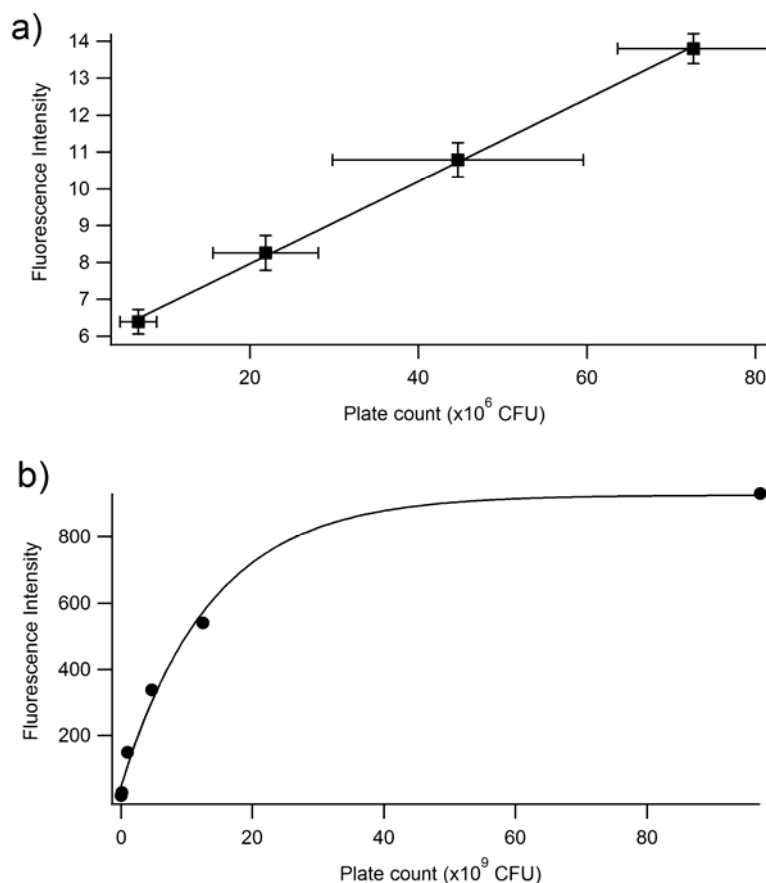 a)
14
13
12
11
10
9
8
7
6
Fluorescence Intensity
20 40 60 80
Plate count (x10⁶ CFU)
b)
800
600
400
200
Fluorescence Intensity
0 20 40 60 80
Plate count (x10⁹ CFU)